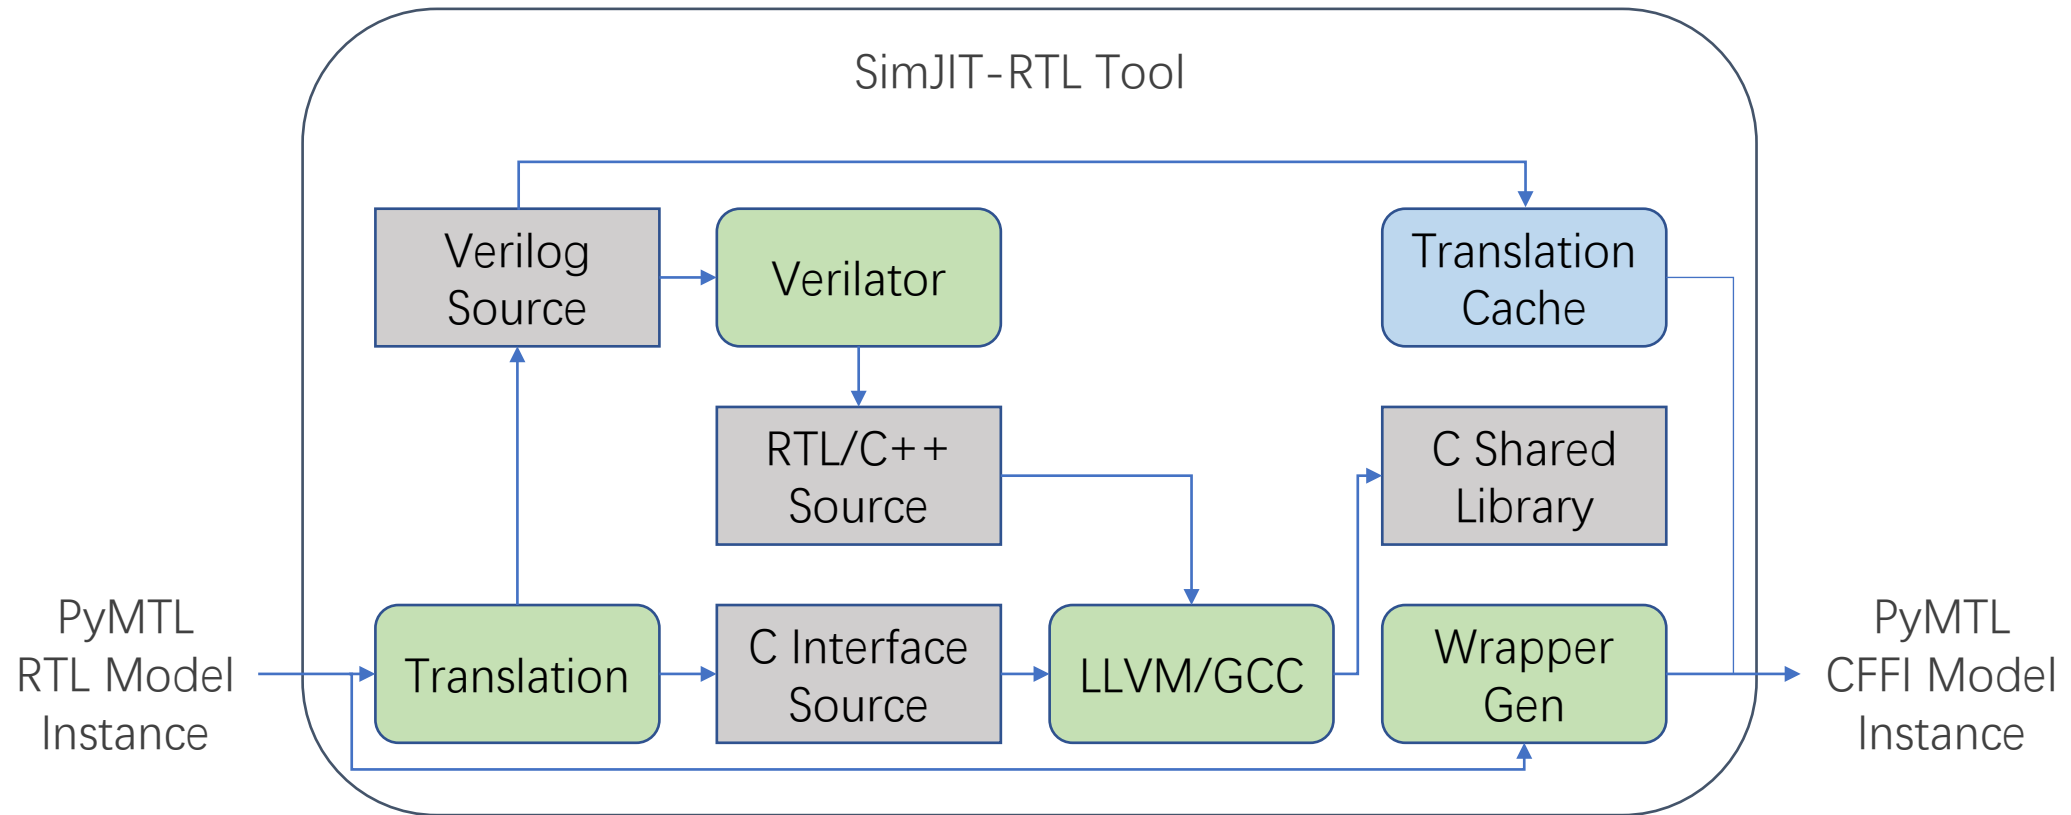 SimJIT-RTL Tool
Verilog
Source
Verilator
Translation
Cache
RTL/C++
Source
C Shared
Library
PyMTL
RTL Model
Instance
Translation
C Interface
Source
LLVM/GCC
Wrapper
Gen
PyMTL
CFFI Model
Instance